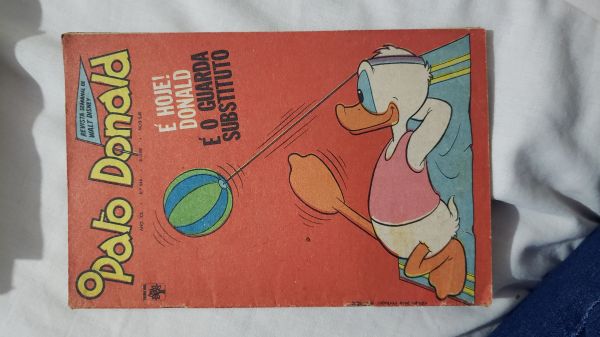 O Pato Donald
REVISTA SEMANAL DE
WALT DISNEY
É HOJE!
DONALD
É O GUARDA
SUBSTITUTO